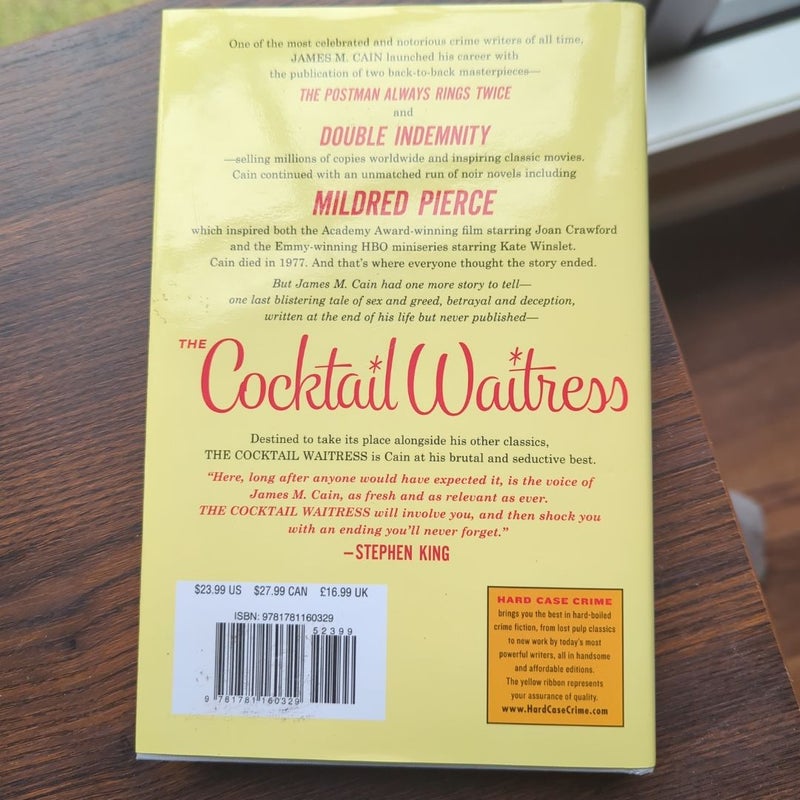 One of the most celebrated and notorious crime writers of all time,
JAMES M. CAIN launched his career with
the publication of two back-to-back masterpieces—
THE POSTMAN ALWAYS RINGS TWICE
and
DOUBLE INDEMNITY
—selling millions of copies worldwide and inspiring classic movies.
Cain continued with an unmatched run of noir novels including
MILDRED PIERCE
which inspired both the Academy Award-winning film starring Joan Crawford
and the Emmy-winning HBO miniseries starring Kate Winslet.
Cain died in 1977. And that's where everyone thought the story ended.
But James M. Cain had one more story to tell—
one last blistering tale of sex and greed, betrayal and deception,
written at the end of his life but never published—
THE Cocktail Waitress
Destined to take its place alongside his other classics,
THE COCKTAIL WAITRESS is Cain at his brutal and seductive best.
"Here, long after anyone would have expected it, is the voice of
James M. Cain, as fresh and as relevant as ever.
THE COCKTAIL WAITRESS will involve you, and then shock you
with an ending you'll never forget."
—STEPHEN KING
$23.99 US $27.99 CAN £16.99 UK
ISBN: 9781781160329
52399
9 781781 160329
HARD CASE CRIME
brings you the best in hard-boiled
crime fiction, from lost pulp classics
to new work by today's most
powerful writers, all in handsome
and affordable editions.
The yellow ribbon represents
your assurance of quality.
www.HardCaseCrime.com